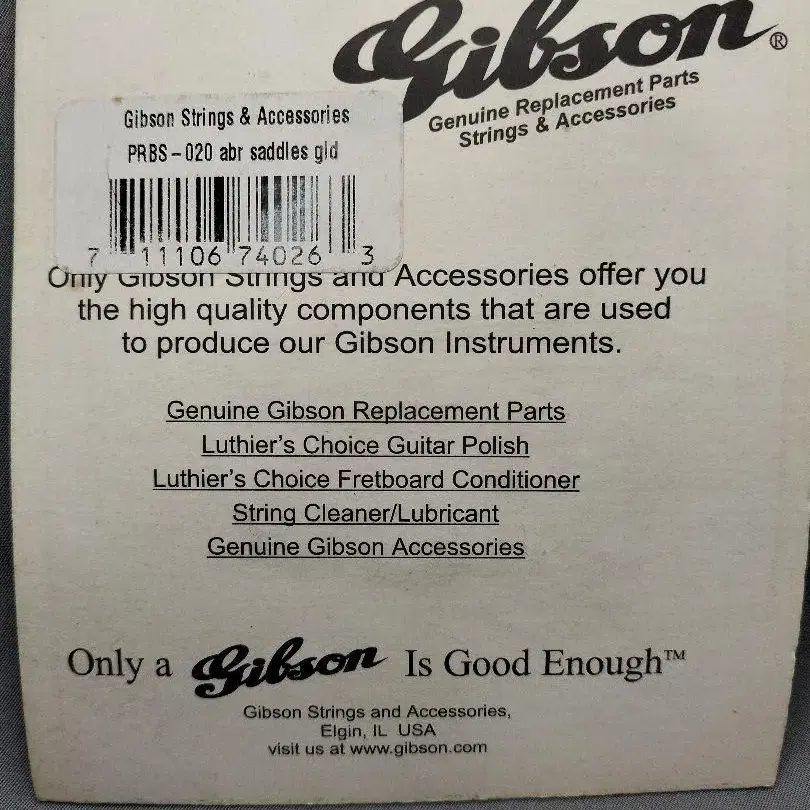 Gibson®
Genuine Replacement Parts
Strings & Accessories
Gibson Strings & Accessories
PRBS-020 abr saddles gld
7 11106 74026 3
Only Gibson Strings and Accessories offer you
the high quality components that are used
to produce our Gibson Instruments.
Genuine Gibson Replacement Parts
Luthier's Choice Guitar Polish
Luthier's Choice Fretboard Conditioner
String Cleaner/Lubricant
Genuine Gibson Accessories
Only a Gibson Is Good Enough™
Gibson Strings and Accessories,
Elgin, IL USA
visit us at www.gibson.com